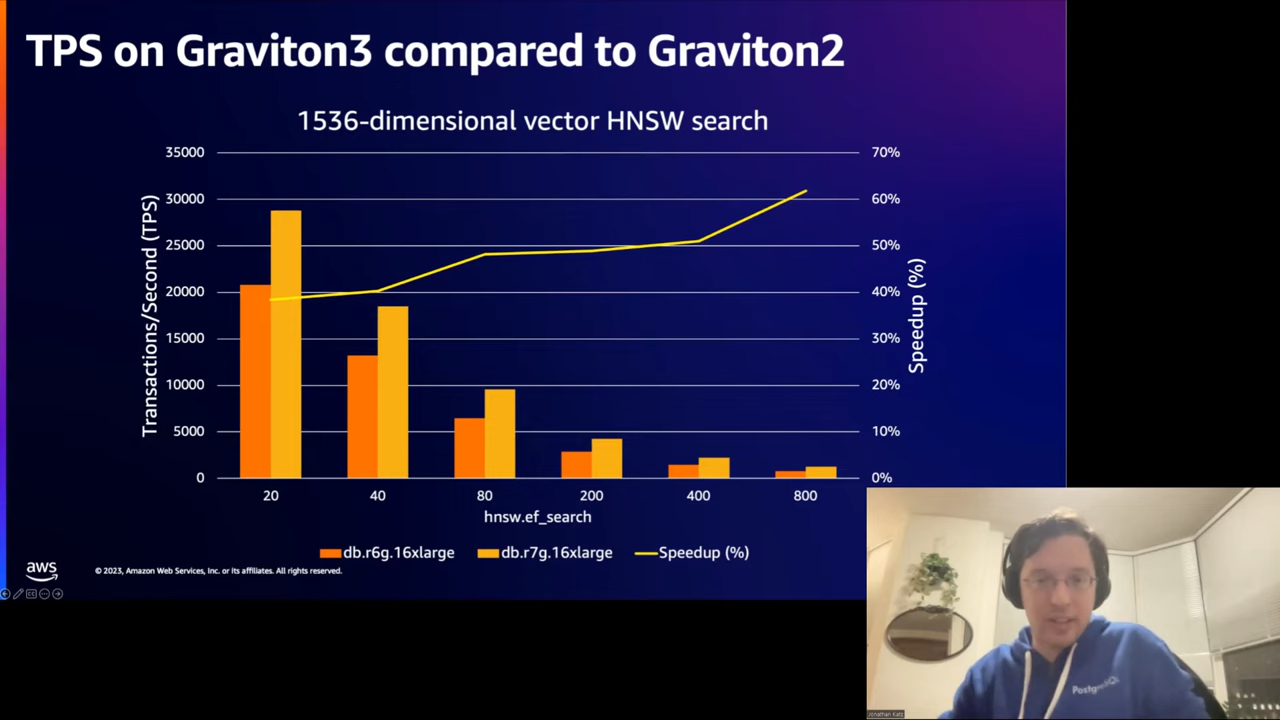 TPS on Graviton3 compared to Graviton2
1536-dimensional vector HNSW search
35000
30000
25000
20000
15000
10000
5000
0
Transactions/Second (TPS)
70%
60%
50%
40%
30%
20%
10%
0%
Speedup (%)
20 40 80 200 400 800
hnsw.ef_search
db.r6g.16xlarge db.r7g.16xlarge Speedup (%)
aws
© 2023, Amazon Web Services, Inc. or its affiliates. All rights reserved.
PostgreSQL
Jonathan Katz